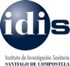 idis
Instituto de Investigación Sanitaria
SANTIAGO DE COMPOSTELA